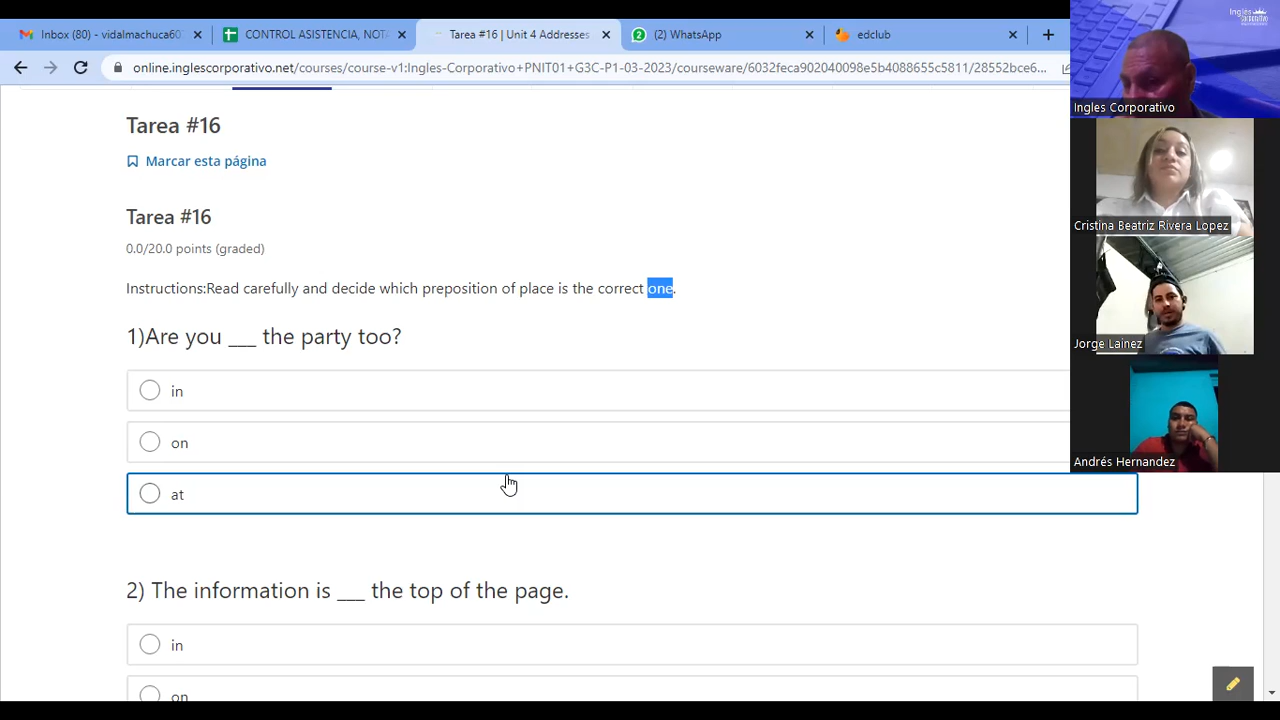 Inbox (80) - vidalmachuca60
CONTROL ASISTENCIA, NOT
Tarea #16 | Unit 4 Addresses
(2) WhatsApp
edclub
online.inglescorporativo.net/courses/course-v1:Ingles-Corporativo+PNIT01+G3C-P1-03-2023/courseware/6032feca902040098e5b4088655c5811/28552bce6...
Ingles
CORPORATIVO
Ingles Corporativo
Tarea #16
Marcar esta página
Tarea #16
0.0/20.0 points (graded)
Cristina Beatriz Rivera Lopez
Instructions:Read carefully and decide which preposition of place is the correct one.
1)Are you ___ the party too?
Jorge Lainez
in
on
Andrés Hernandez
at
2) The information is ___ the top of the page.
in
on